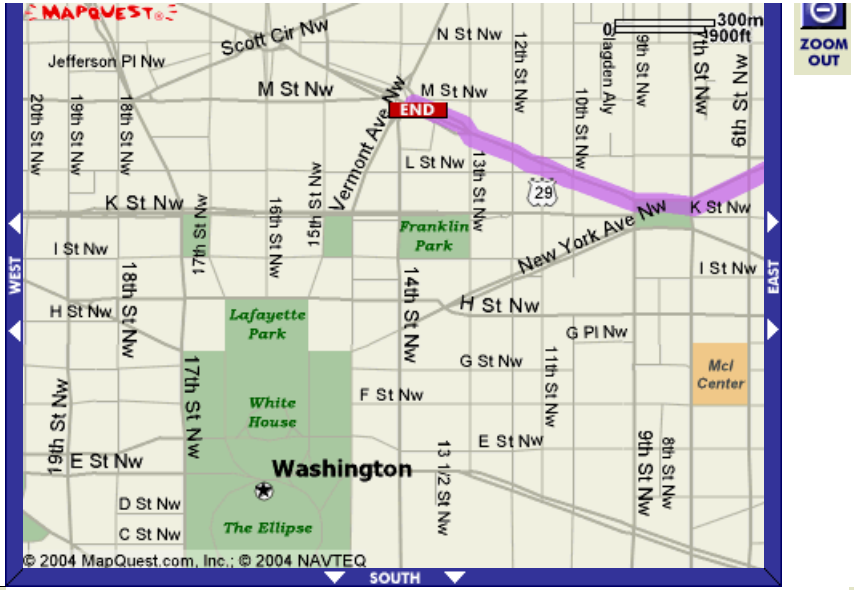 MAPQUEST®
Scott Cir Nw
N St Nw
0
300m
900ft
ZOOM
OUT
Jefferson Pl Nw
M St Nw
M St Nw
END
12th St Nw
10th St Nw
9th St Nw
7th St Nw
6th St Nw
20th St Nw
19th St Nw
18th St Nw
Vermont Ave Nw
L St Nw
13th St Nw
29
K St Nw
K St Nw
17th St Nw
16th St Nw
15th St Nw
Franklin
Park
New York Ave Nw
WEST
EAST
I St Nw
I St Nw
18th St Nw
14th St Nw
H St Nw
H St Nw
Lafayette
Park
G Pl Nw
G St Nw
11th St Nw
McI
Center
17th St Nw
F St Nw
White
House
19th St Nw
E St Nw
E St Nw
13 1/2 St Nw
9th St Nw
8th St Nw
Washington
D St Nw
The Ellipse
C St Nw
© 2004 MapQuest.com, Inc.; © 2004 NAVTEQ
SOUTH